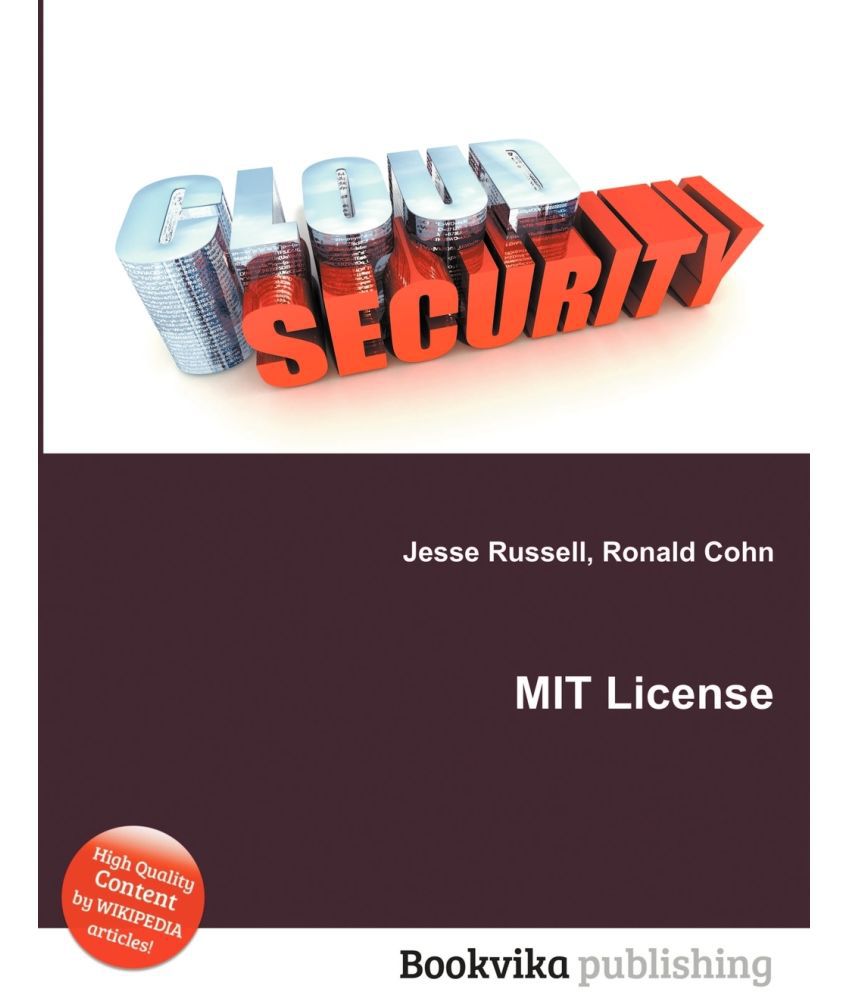 CLOUD
SECURITY
Jesse Russell, Ronald Cohn
MIT License
High Quality
Content
by WIKIPEDIA
articles!
Bookvika publishing